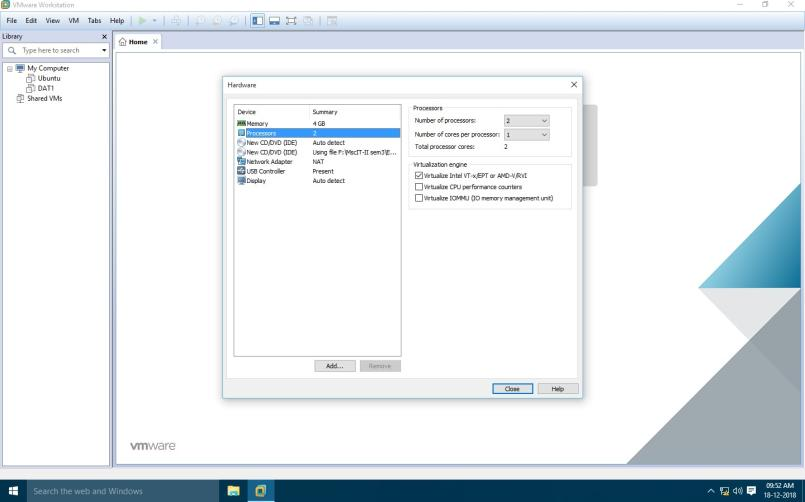 VMware Workstation
File Edit View VM Tabs Help
Library
Home
Type here to search
My Computer
Ubuntu
DAT1
Shared VMs
Hardware
Device Summary
Memory 4 GB
Processors 2
New CD/DVD (IDE) Auto detect
New CD/DVD (IDE) Using file F:\MscIT-II sem3\E...
Network Adapter NAT
USB Controller Present
Display Auto detect
Add... Remove
Processors
Number of processors: 2
Number of cores per processor: 1
Total processor cores: 2
Virtualization engine
Virtualize Intel VT-x/EPT or AMD-V/RVI
Virtualize CPU performance counters
Virtualize IOMMU (IO memory management unit)
Close Help
vmware
Search the web and Windows
09:52 AM
18-12-2018